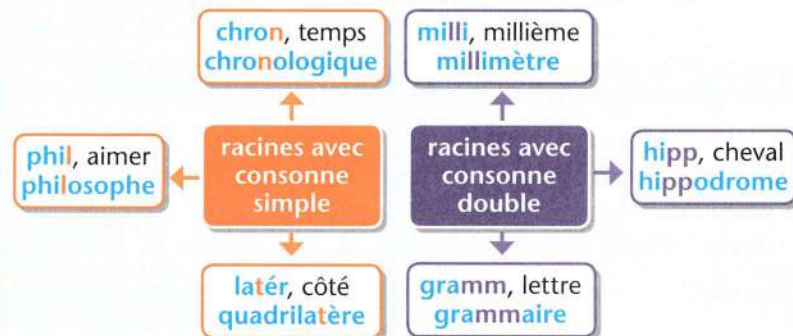 chron, temps
chronologique
milli, millième
millimètre
phil, aimer
philosophe
racines avec
consonne
simple
racines avec
consonne
double
hipp, cheval
hippodrome
latér, côté
quadrilatère
gramm, lettre
grammaire